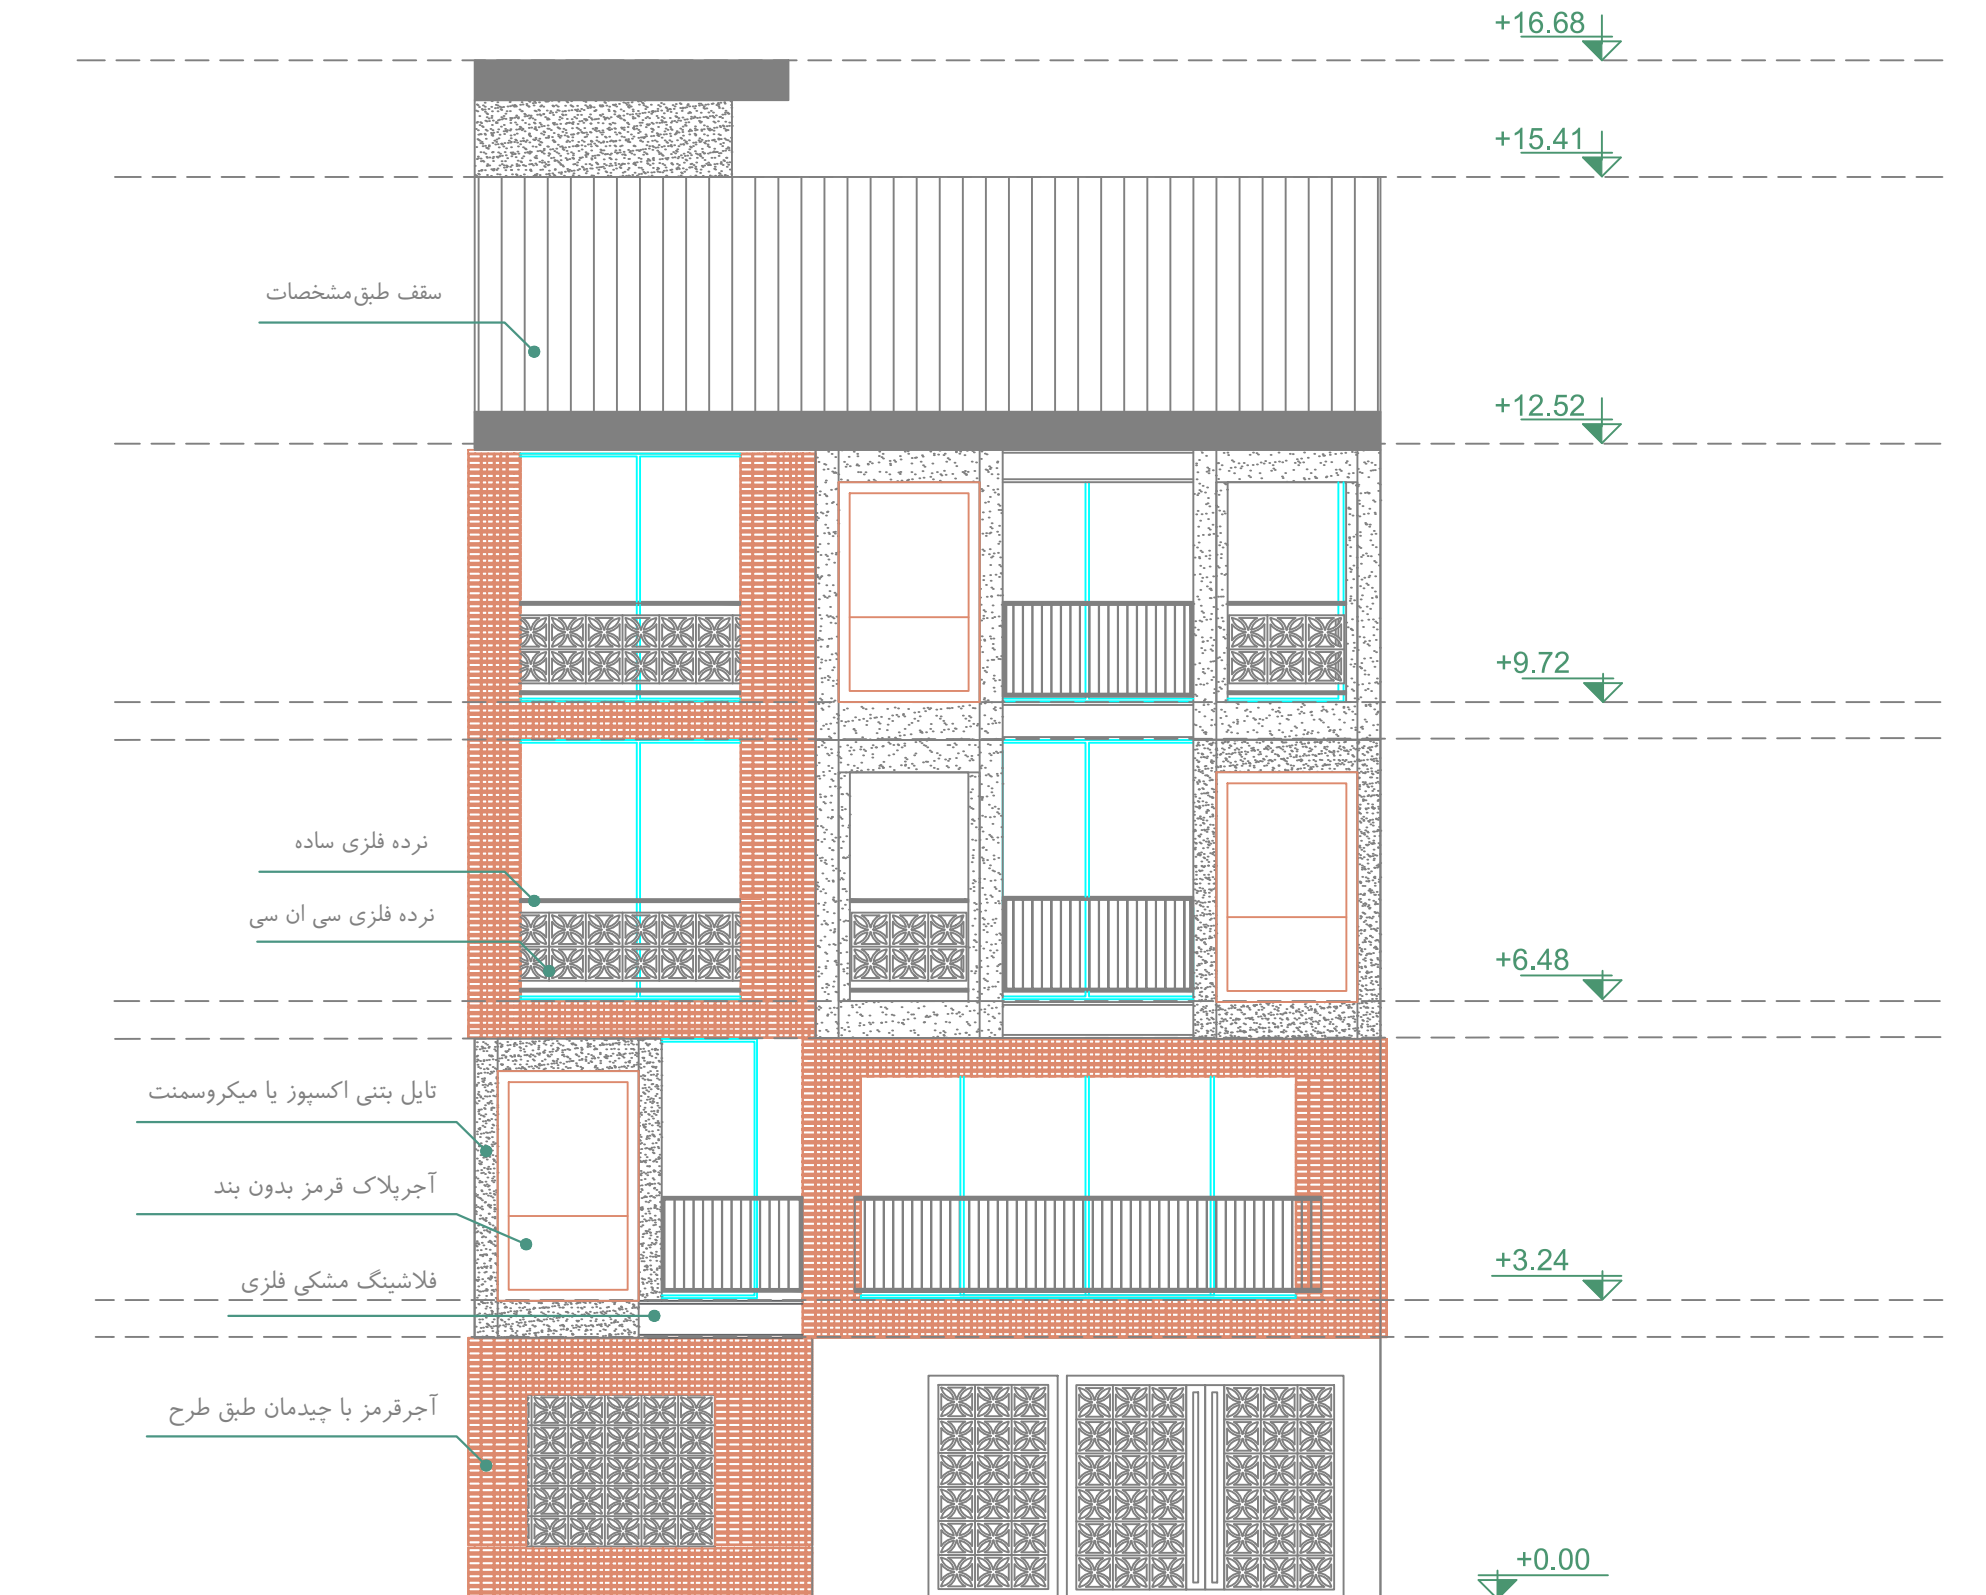 +16.68
+15.41
سقف طبق مشخصات
+12.52
+9.72
نرده فلزی ساده
نرده فلزی سی ان سی
+6.48
تایل بتنی اکسپوز یا میکروسمنت
آجرپلاک قرمز بدون بند
فلاشینگ مشکی فلزی
+3.24
آجرقرمز با چیدمان طبق طرح
+0.00